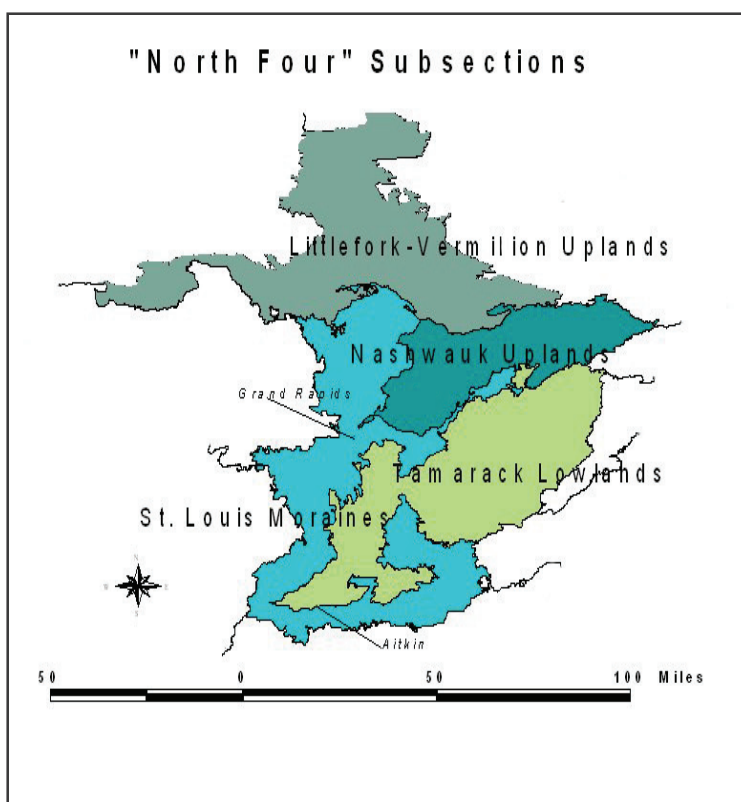 "North Four" Subsections
Littlefork-Vermilion Uplands
Nashwauk Uplands
Grand Rapids
Tamarack Lowlands
St. Louis Moraines
Aitkin
50 0 50 100 Miles